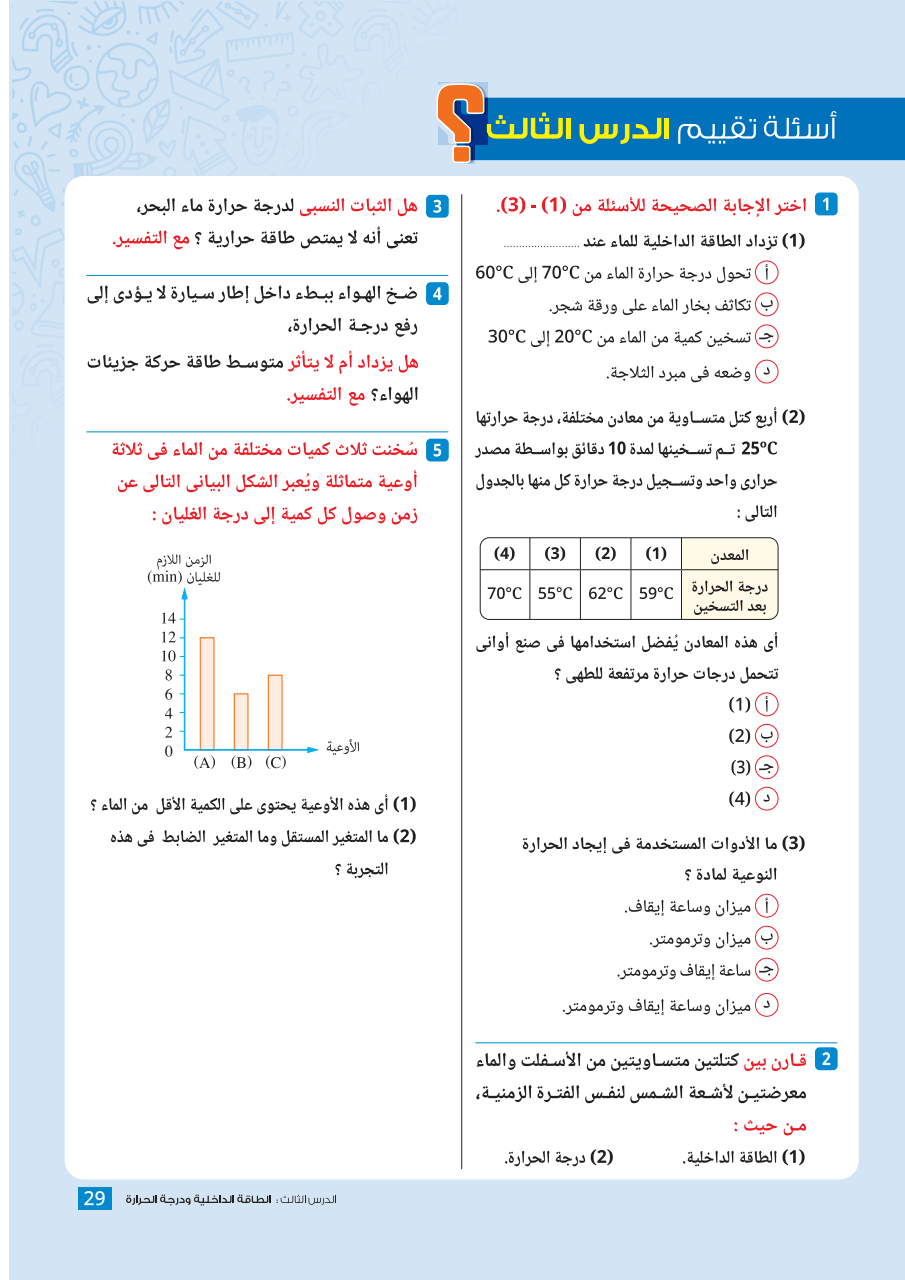 أسئلة تقييم الدرس الثالث
؟
1 اختر الإجابة الصحيحة للأسئلة من (1) - (3).
(1) تزداد الطاقة الداخلية للماء عند .........................
أ تحول درجة حرارة الماء من 70°C إلى 60°C
ب تكاثف بخار الماء على ورقة شجر.
جـ تسخين كمية من الماء من 20°C إلى 30°C
د وضعه فى مبرد الثلاجة.
(2) أربع كتل متساوية من معادن مختلفة، درجة حرارتها
25°C تم تسخينها لمدة 10 دقائق بواسطة مصدر
حرارى واحد وتسجيل درجة حرارة كل منها بالجدول
التالى :
المعدن (1) (2) (3) (4)
درجة الحرارة
بعد التسخين 59°C 62°C 55°C 70°C
أى هذه المعادن يُفضل استخدامها فى صنع أوانى
تتحمل درجات حرارة مرتفعة للطهى ؟
أ (1)
ب (2)
جـ (3)
د (4)
(3) ما الأدوات المستخدمة فى إيجاد الحرارة
النوعية لمادة ؟
أ ميزان وساعة إيقاف.
ب ميزان وترمومتر.
جـ ساعة إيقاف وترمومتر.
د ميزان وساعة إيقاف وترمومتر.
2 قارن بين كتلتين متساويتين من الأسفلت والماء
معرضتين لأشعة الشمس لنفس الفترة الزمنية،
من حيث :
(1) الطاقة الداخلية. (2) درجة الحرارة.
3 هل الثبات النسبى لدرجة حرارة ماء البحر،
تعنى أنه لا يمتص طاقة حرارية ؟ مع التفسير.
4 ضخ الهواء ببطء داخل إطار سيارة لا يؤدى إلى
رفع درجة الحرارة،
هل يزداد أم لا يتأثر متوسط طاقة حركة جزيئات
الهواء؟ مع التفسير.
5 سُخنت ثلاث كميات مختلفة من الماء فى ثلاثة
أوعية متماثلة ويُعبر الشكل البيانى التالى عن
زمن وصول كل كمية إلى درجة الغليان :
الزمن اللازم
للغليان (min)
14
12
10
8
6
4
2
0
(A) (B) (C)
الأوعية
(1) أى هذه الأوعية يحتوى على الكمية الأقل من الماء ؟
(2) ما المتغير المستقل وما المتغير الضابط فى هذه
التجربة ؟
الدرس الثالث : الطاقة الداخلية ودرجة الحرارة 29